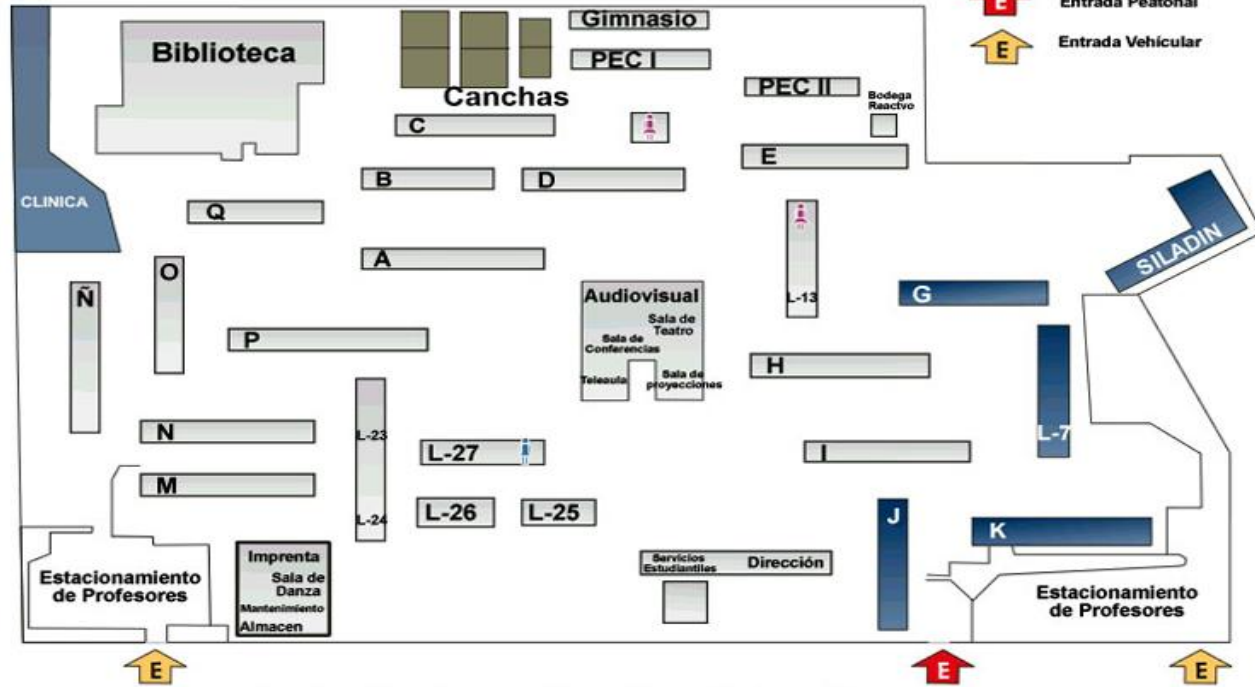 E
Entrada Peatonal
E
Entrada Vehícular
Gimnasio
Biblioteca
PEC I
PEC II
Canchas
Bodega
Reactvo
C
E
B
D
CLINICA
Q
A
O
SILADIN
Ñ
L-13
G
Audiovisual
Sala de
Teatro
Sala de
Conferencias
Teleaula
Sala de
proyecciones
P
H
N
L-23
L-27
I
L-7
M
L-24
L-26
L-25
J
K
Imprenta
Sala de
Danza
Mantenimiento
Almacen
Servicios
Estudiantiles
Dirección
Estacionamiento
de Profesores
Estacionamiento
de Profesores
E
E
E